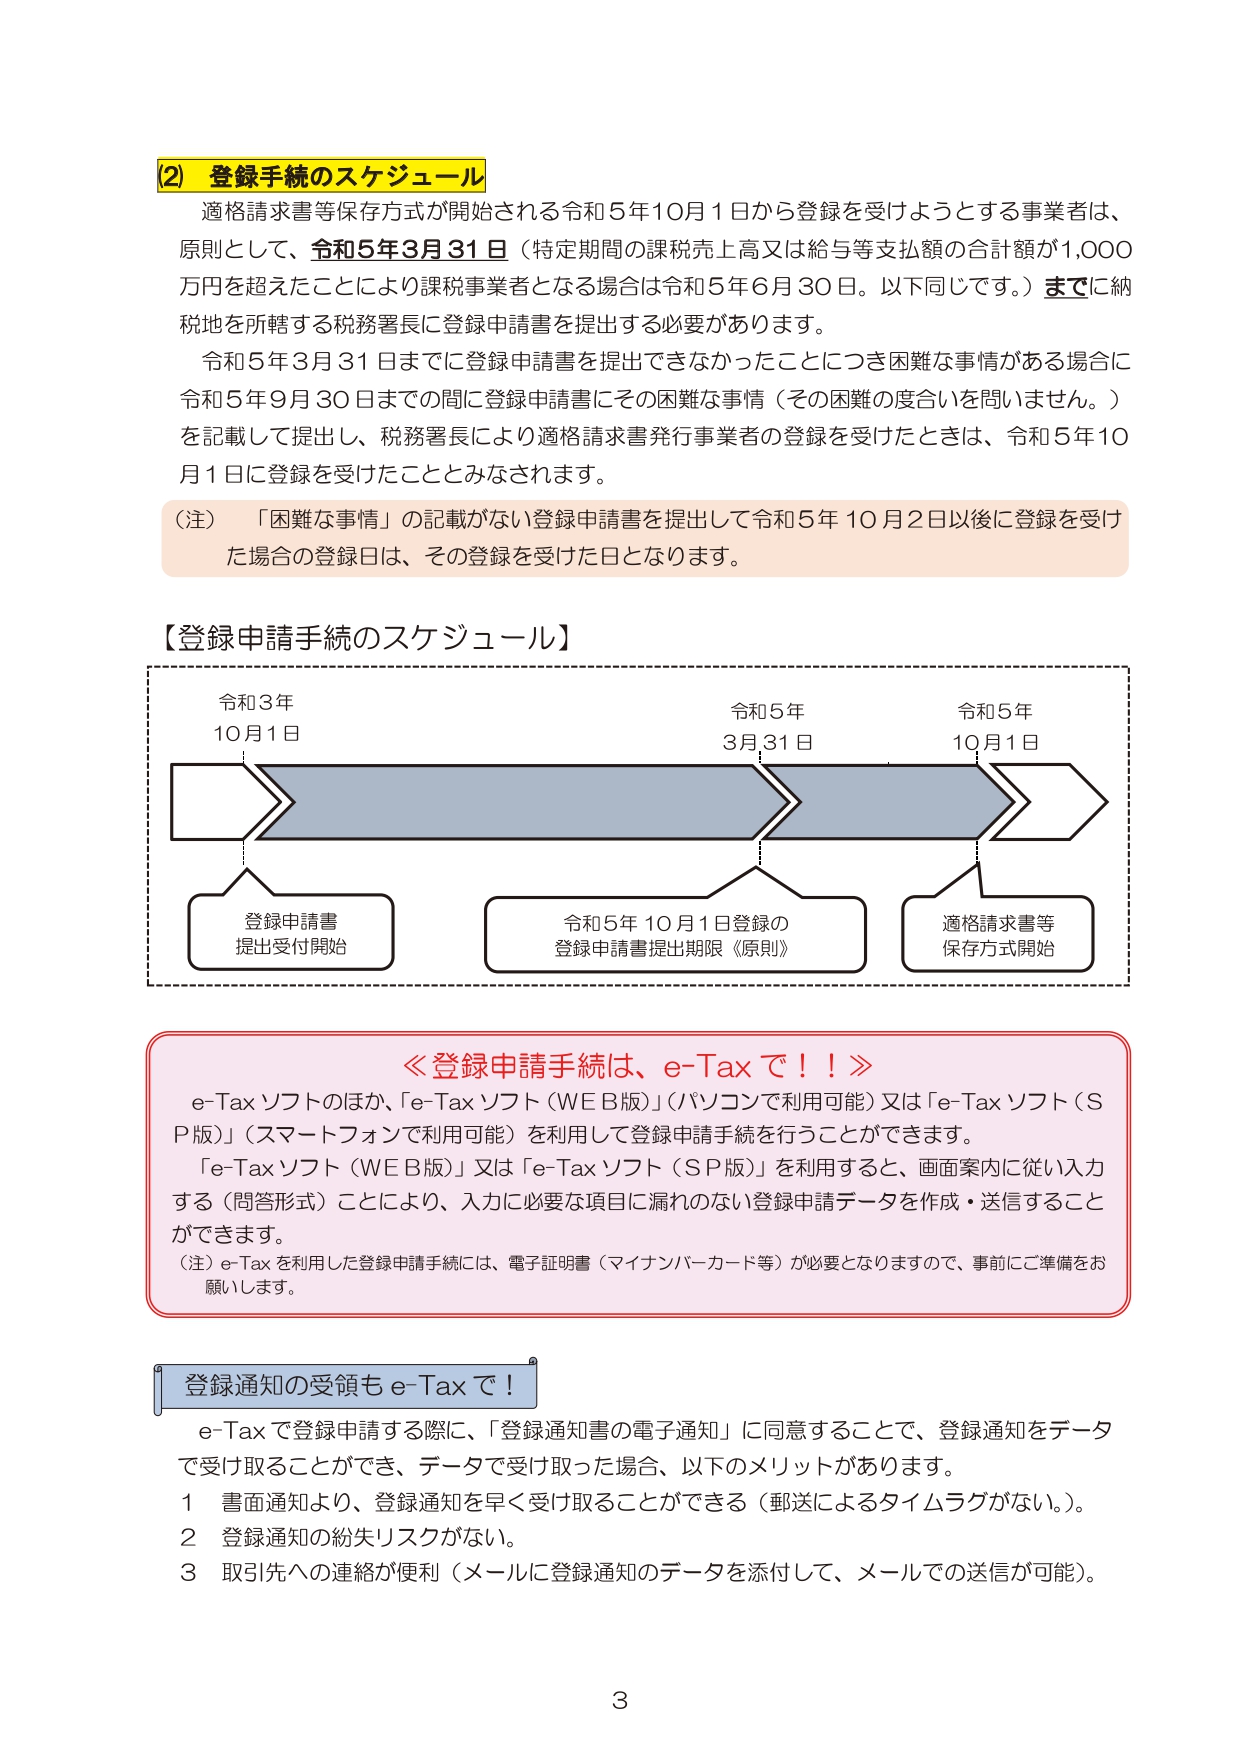 (2)　登録手続のスケジュール
適格請求書等保存方式が開始される令和５年10月１日から登録を受けようとする事業者は、
原則として、令和５年３月31日（特定期間の課税売上高又は給与等支払額の合計額が1,000
万円を超えたことにより課税事業者となる場合は令和５年６月30日。以下同じです。）までに納
税地を所轄する税務署長に登録申請書を提出する必要があります。
令和５年３月31日までに登録申請書を提出できなかったことにつき困難な事情がある場合に
令和５年９月30日までの間に登録申請書にその困難な事情（その困難の度合いを問いません。）
を記載して提出し、税務署長により適格請求書発行事業者の登録を受けたときは、令和５年10
月１日に登録を受けたこととみなされます。
（注）　「困難な事情」の記載がない登録申請書を提出して令和５年10月２日以後に登録を受け
た場合の登録日は、その登録を受けた日となります。
【登録申請手続のスケジュール】
令和３年
10月１日
令和５年
３月31日
令和５年
10月１日
登録申請書
提出受付開始
令和５年10月１日登録の
登録申請書提出期限《原則》
適格請求書等
保存方式開始
≪登録申請手続は、e-Taxで！！≫
e-Taxソフトのほか、「e-Taxソフト（ＷＥＢ版）」（パソコンで利用可能）又は「e-Taxソフト（Ｓ
Ｐ版）」（スマートフォンで利用可能）を利用して登録申請手続を行うことができます。
「e-Taxソフト（ＷＥＢ版）」又は「e-Taxソフト（ＳＰ版）」を利用すると、画面案内に従い入力
する（問答形式）ことにより、入力に必要な項目に漏れのない登録申請データを作成・送信すること
ができます。
（注）e-Taxを利用した登録申請手続には、電子証明書（マイナンバーカード等）が必要となりますので、事前にご準備をお
願いします。
登録通知の受領も e-Tax で！
e-Taxで登録申請する際に、「登録通知書の電子通知」に同意することで、登録通知をデータ
で受け取ることができ、データで受け取った場合、以下のメリットがあります。
１　書面通知より、登録通知を早く受け取ることができる（郵送によるタイムラグがない。）。
２　登録通知の紛失リスクがない。
３　取引先への連絡が便利（メールに登録通知のデータを添付して、メールでの送信が可能）。
３